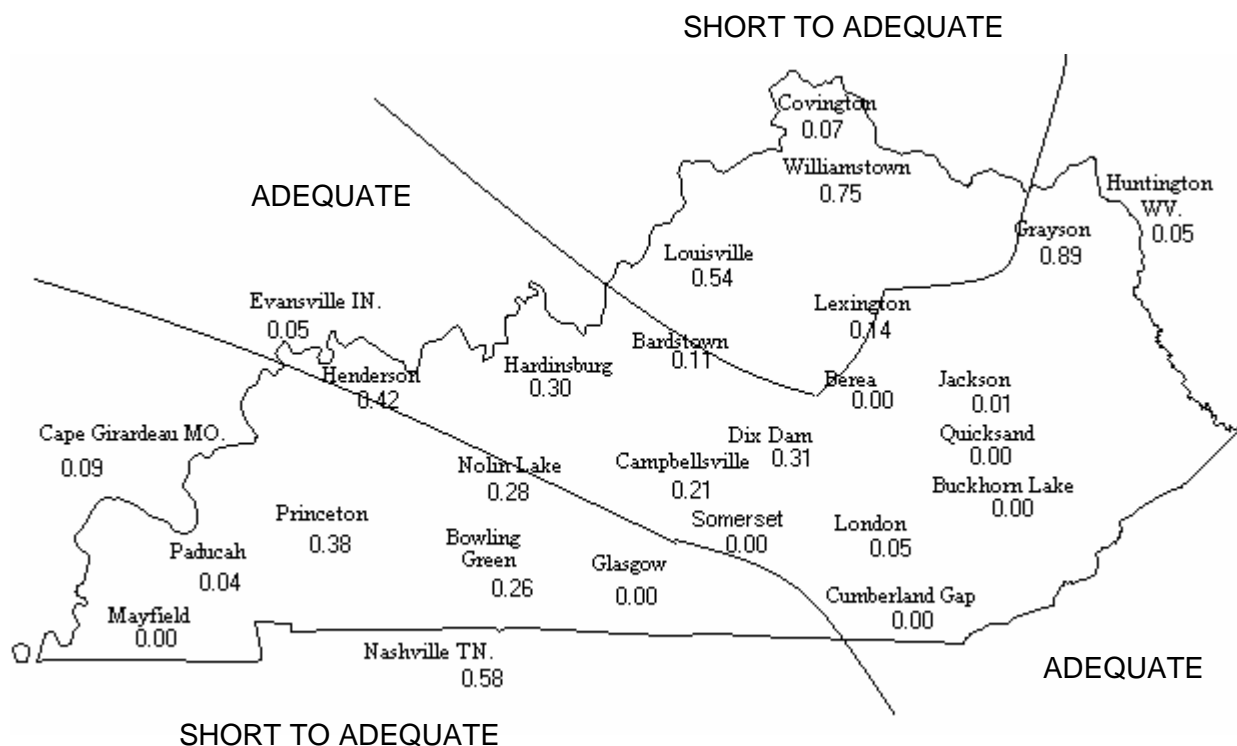 SHORT TO ADEQUATE
Covington
0.07
Williamstown
0.75
ADEQUATE
Huntington
WV.
0.05
Grayson
0.89
Louisville
0.54
Evansville IN.
0.05
Lexington
0.14
Bardstown
0.11
Hardinsburg
0.30
Henderson
0.42
Berea
0.00
Jackson
0.01
Cape Girardeau MO.
0.09
Dix Dam
0.31
Quicksand
0.00
Nolin Lake
0.28
Campbellsville
0.21
Buckhorn Lake
0.00
Princeton
0.38
Somerset
0.00
London
0.05
Paducah
0.04
Bowling
Green
0.26
Glasgow
0.00
Cumberland Gap
0.00
Mayfield
0.00
Nashville TN.
0.58
ADEQUATE
SHORT TO ADEQUATE